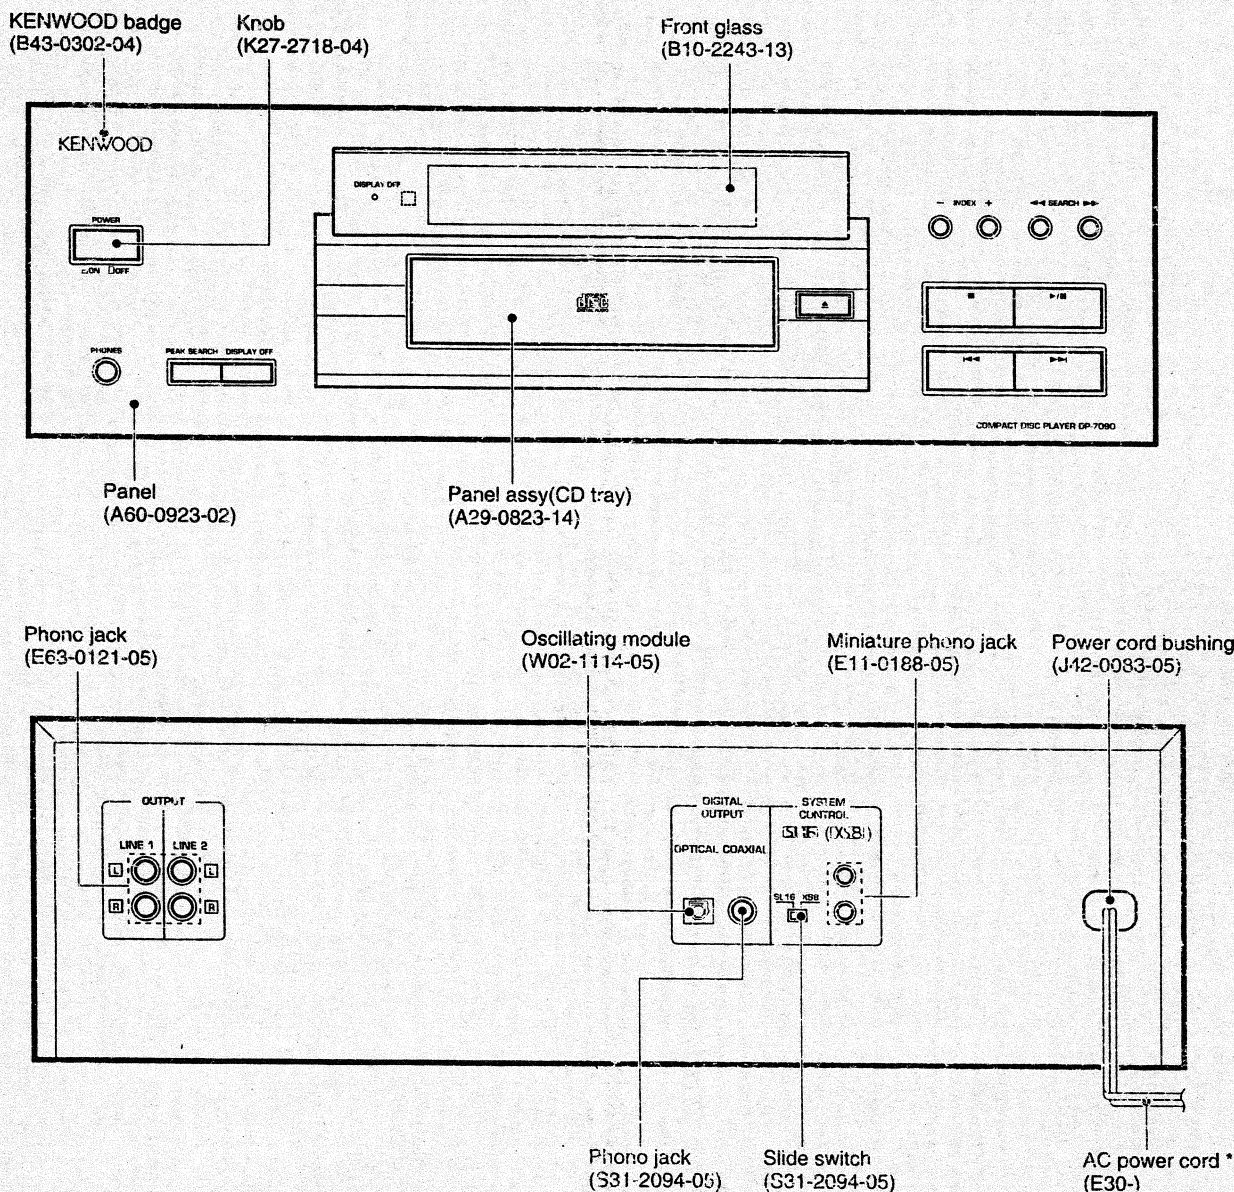 KENWOOD badge
(B43-0302-04)
Knob
(K27-2718-04)
Front glass
(B10-2243-13)
KENWOOD
DISPLAY OFF
POWER
ON OFF
PHONES
PEAK SEARCH DISPLAY OFF
disc
DIGITAL AUDIO
− INDEX +
◀◀ SEARCH ▶▶
■
▶/▮▮
▲
|◀◀
▶▶|
COMPACT DISC PLAYER DP-7090
Panel
(A60-0923-02)
Panel assy(CD tray)
(A29-0823-14)
Phono jack
(E63-0121-05)
Oscillating module
(W02-1114-05)
Miniature phono jack
(E11-0188-05)
Power cord bushing
(J42-0083-05)
OUTPUT
LINE 1 LINE 2
L L
R R
DIGITAL
OUTPUT
OPTICAL COAXIAL
SYSTEM
CONTROL
SL16 (XS8)
SL16 XS8
Phono jack
(S31-2094-05)
Slide switch
(S31-2094-05)
AC power cord *
(E30-)